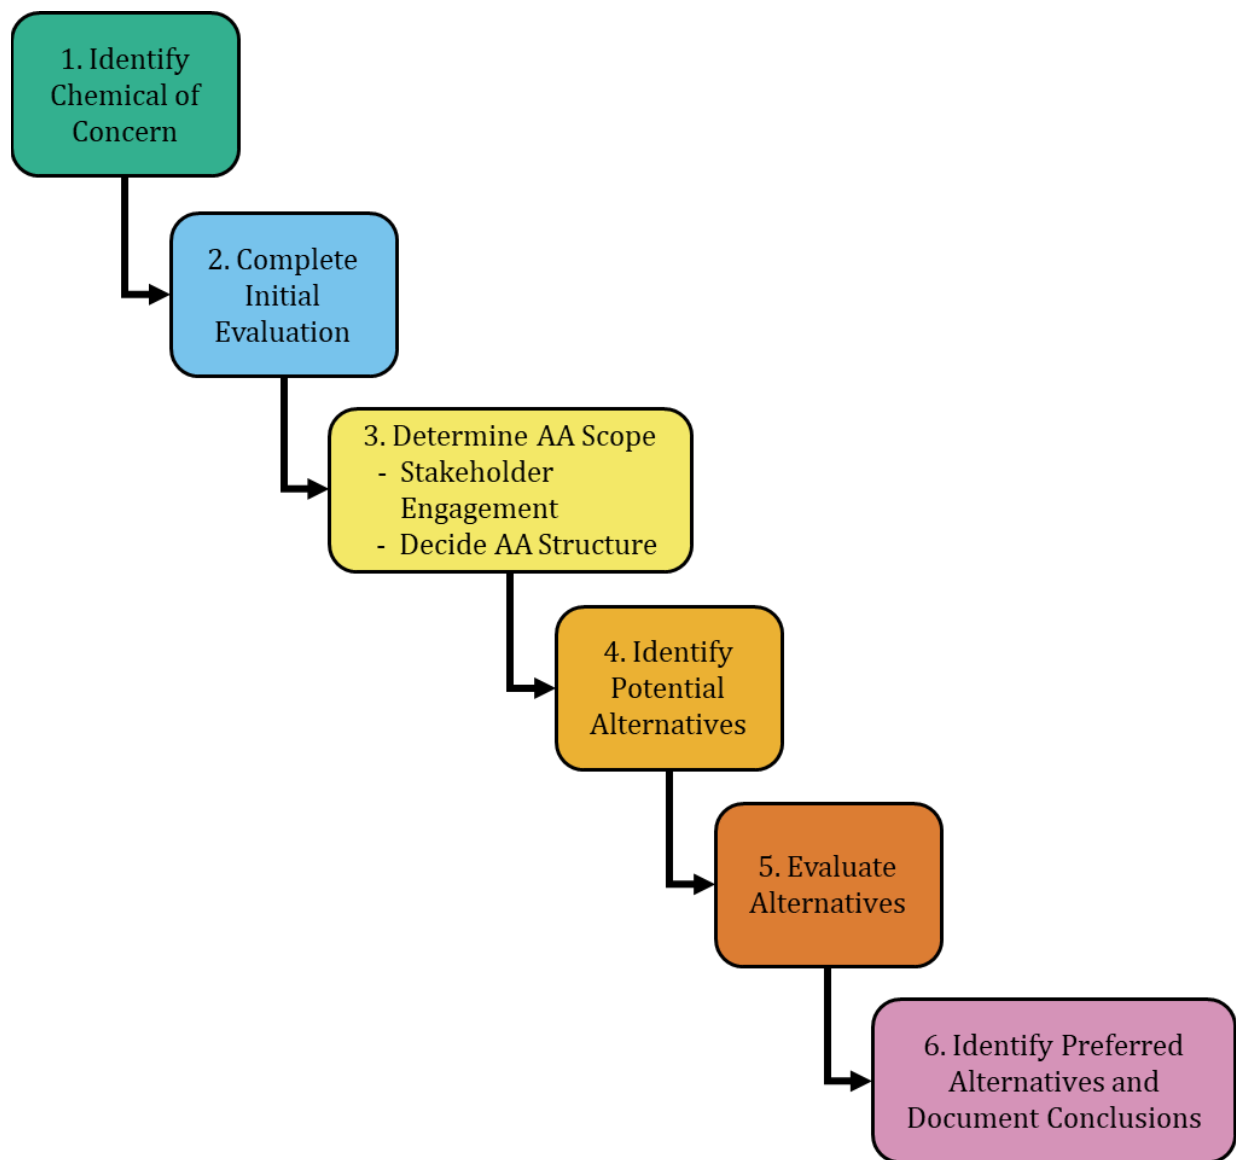 1. Identify
Chemical of
Concern
2. Complete
Initial
Evaluation
3. Determine AA Scope
- Stakeholder
Engagement
- Decide AA Structure
4. Identify
Potential
Alternatives
5. Evaluate
Alternatives
6. Identify Preferred
Alternatives and
Document Conclusions